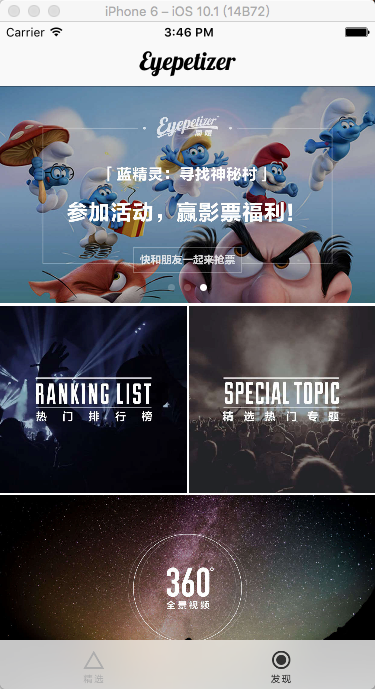 iPhone 6 – iOS 10.1 (14B72)
Carrier 3:46 PM
Eyepetizer
Eyepetizer
「 蓝精灵：寻找神秘村 」
参加活动，赢影票福利!
快和朋友一起来抢票
RANKING LIST SPECIAL TOPIC
热门排行榜 精选热门专题
360°
全景视频
精选 发现